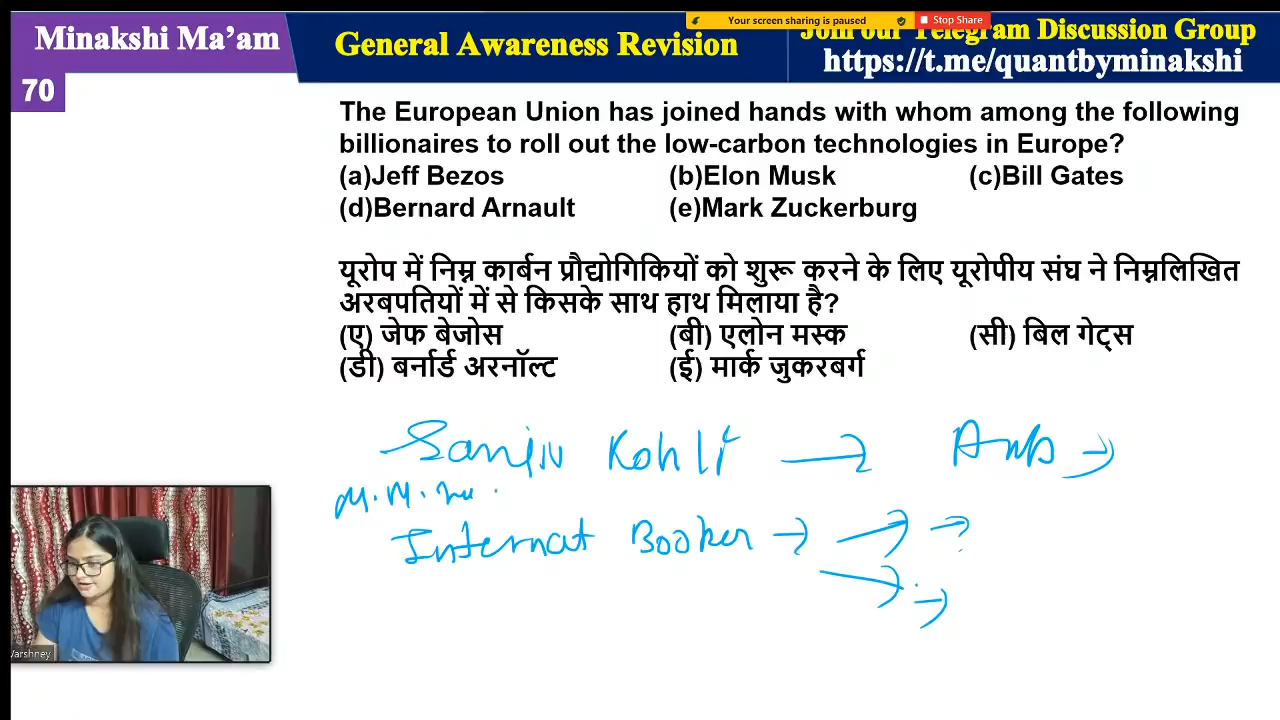 Your screen sharing is paused Stop Share
Minakshi Ma'am
General Awareness Revision
Join our Telegram Discussion Group
https://t.me/quantbyminakshi
70
The European Union has joined hands with whom among the following
billionaires to roll out the low-carbon technologies in Europe?
(a)Jeff Bezos (b)Elon Musk (c)Bill Gates
(d)Bernard Arnault (e)Mark Zuckerburg
यूरोप में निम्न कार्बन प्रौद्योगिकियों को शुरू करने के लिए यूरोपीय संघ ने निम्नलिखित
अरबपतियों में से किसके साथ हाथ मिलाया है?
(ए) जेफ बेजोस (बी) एलोन मस्क (सी) बिल गेट्स
(डी) बर्नार्ड अरनॉल्ट (ई) मार्क जुकरबर्ग
Sanjiv Kohli →
M.M.
Internat Booker → → → ?
→ →
Varshney